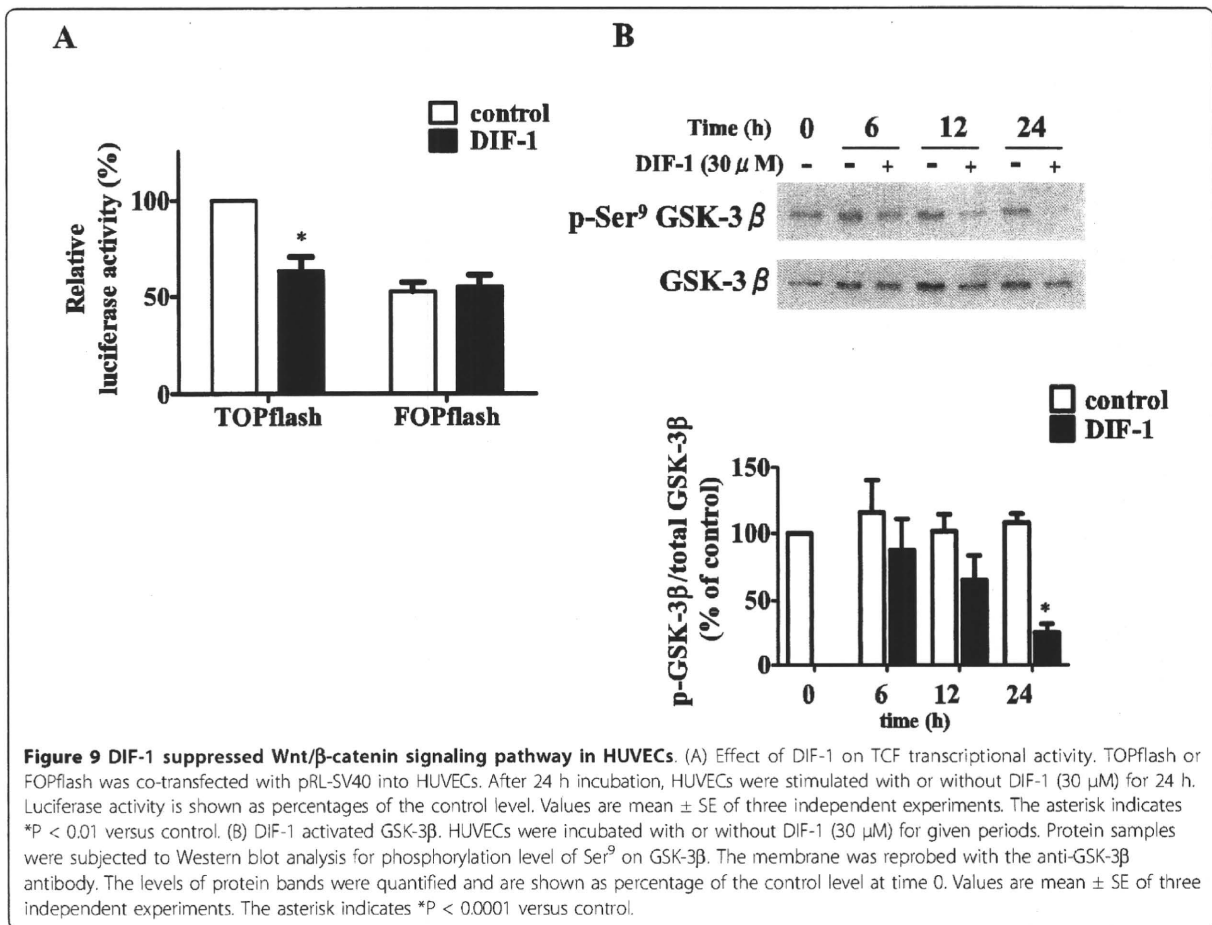 A
control
DIF-1
Relative
luciferase activity (%)
100
*
50
0
TOPflash FOPflash
B
Time (h) 0 6 12 24
DIF-1 (30 μ M) - - + - + - +
p-Ser⁹ GSK-3 β
GSK-3 β
control
DIF-1
p-GSK-3β/total GSK-3β
(% of control)
150
100
50
*
0
0 6 12 24
time (h)
Figure 9 DIF-1 suppressed Wnt/β-catenin signaling pathway in HUVECs. (A) Effect of DIF-1 on TCF transcriptional activity. TOPflash or
FOPflash was co-transfected with pRL-SV40 into HUVECs. After 24 h incubation, HUVECs were stimulated with or without DIF-1 (30 μM) for 24 h.
Luciferase activity is shown as percentages of the control level. Values are mean ± SE of three independent experiments. The asterisk indicates
*P < 0.01 versus control. (B) DIF-1 activated GSK-3β. HUVECs were incubated with or without DIF-1 (30 μM) for given periods. Protein samples
were subjected to Western blot analysis for phosphorylation level of Ser⁹ on GSK-3β. The membrane was reprobed with the anti-GSK-3β
antibody. The levels of protein bands were quantified and are shown as percentage of the control level at time 0. Values are mean ± SE of three
independent experiments. The asterisk indicates *P < 0.0001 versus control.